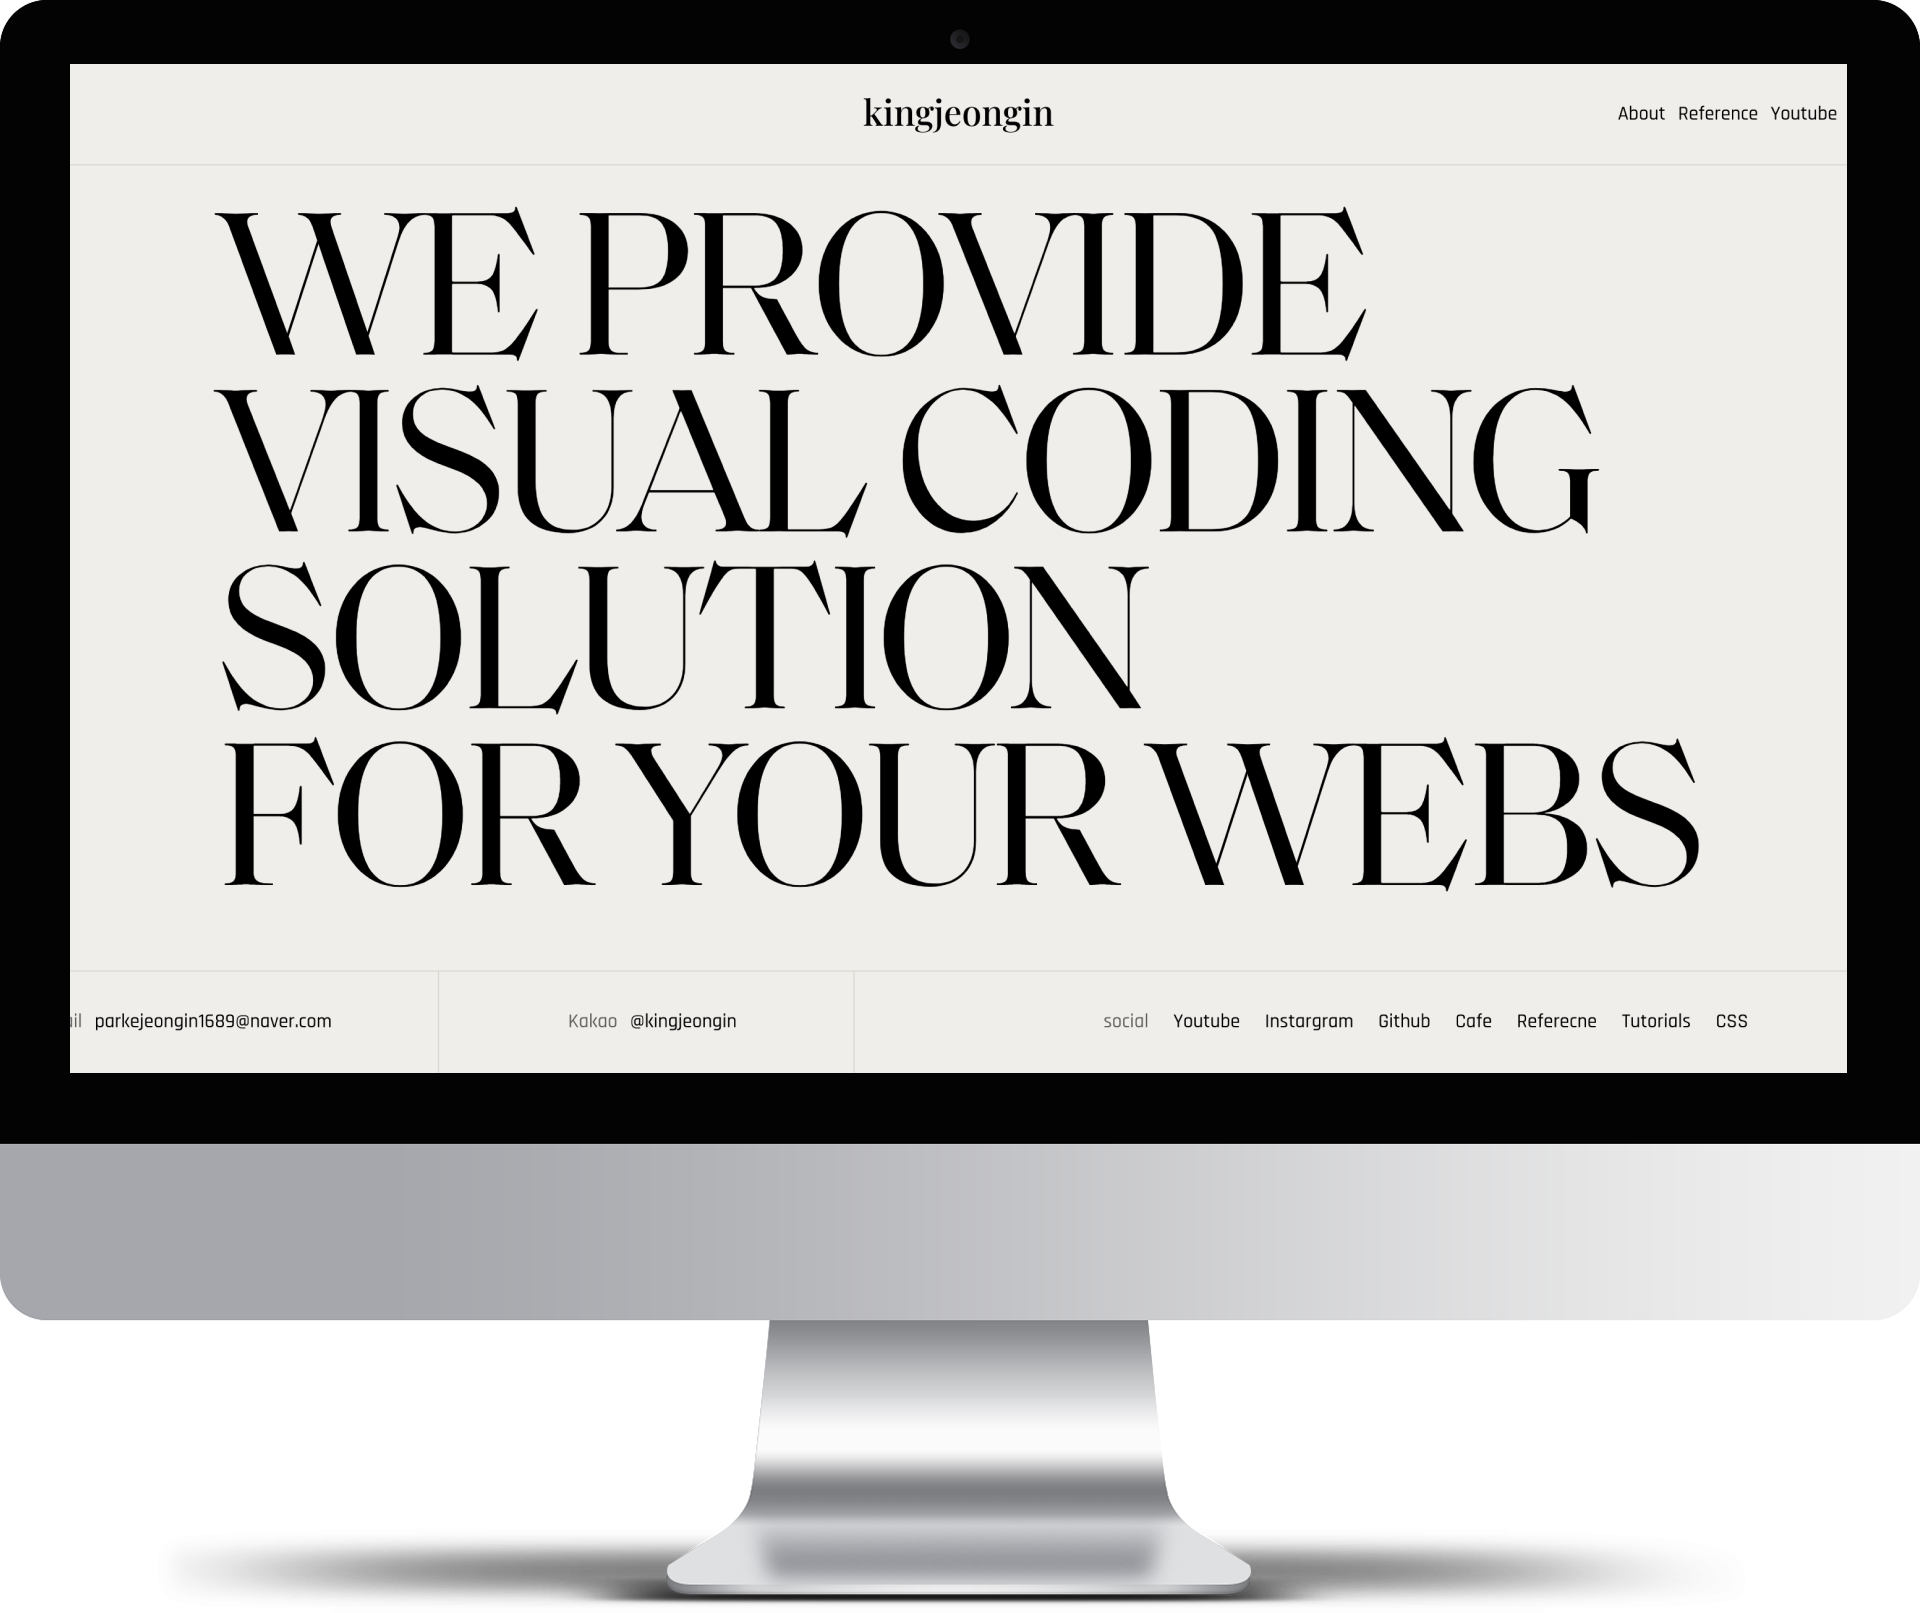 kingjeongin
About Reference Youtube
WE PROVIDE
VISUAL CODING
SOLUTION
FOR YOUR WEBS
parkejeongin1689@naver.com
Kakao @kingjeongin
social Youtube Instargram Github Cafe Referecne Tutorials CSS